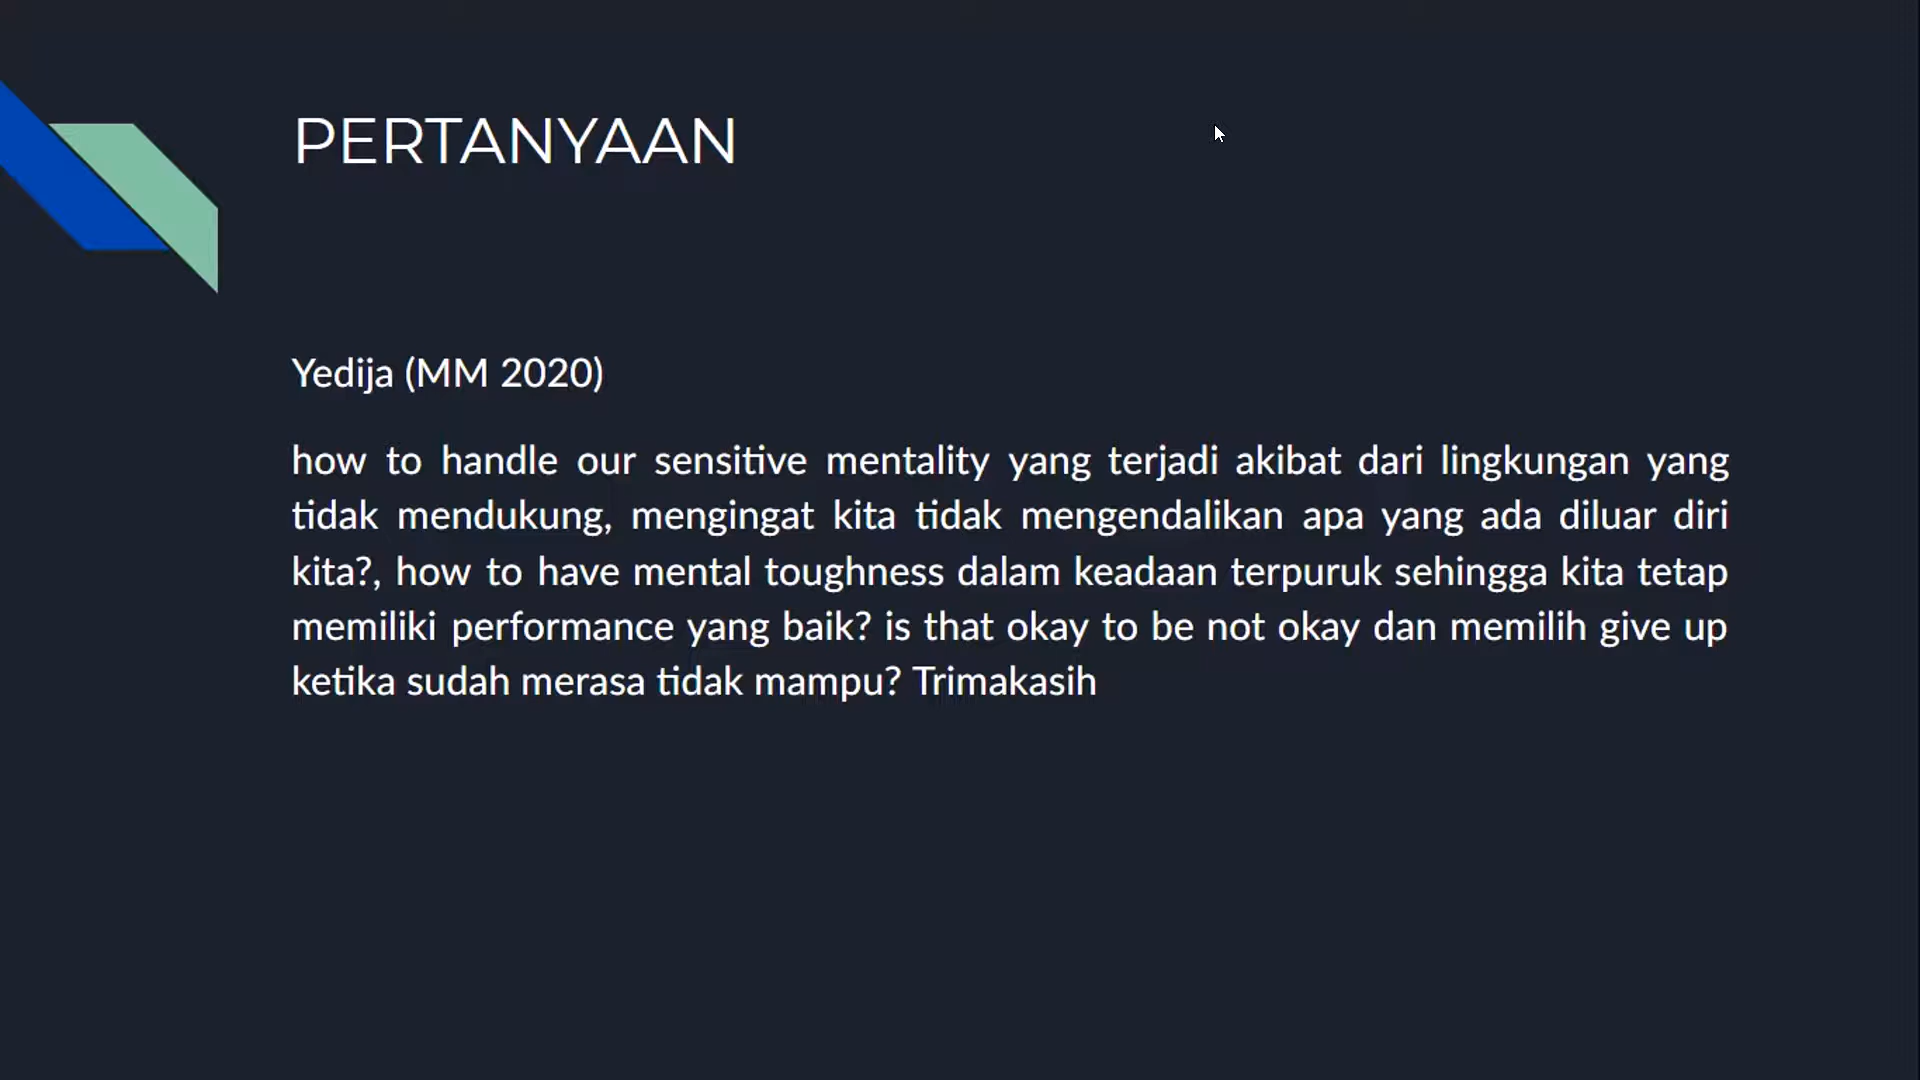 PERTANYAAN
Yedija (MM 2020)
how to handle our sensitive mentality yang terjadi akibat dari lingkungan yang
tidak mendukung, mengingat kita tidak mengendalikan apa yang ada diluar diri
kita?, how to have mental toughness dalam keadaan terpuruk sehingga kita tetap
memiliki performance yang baik? is that okay to be not okay dan memilih give up
ketika sudah merasa tidak mampu? Trimakasih